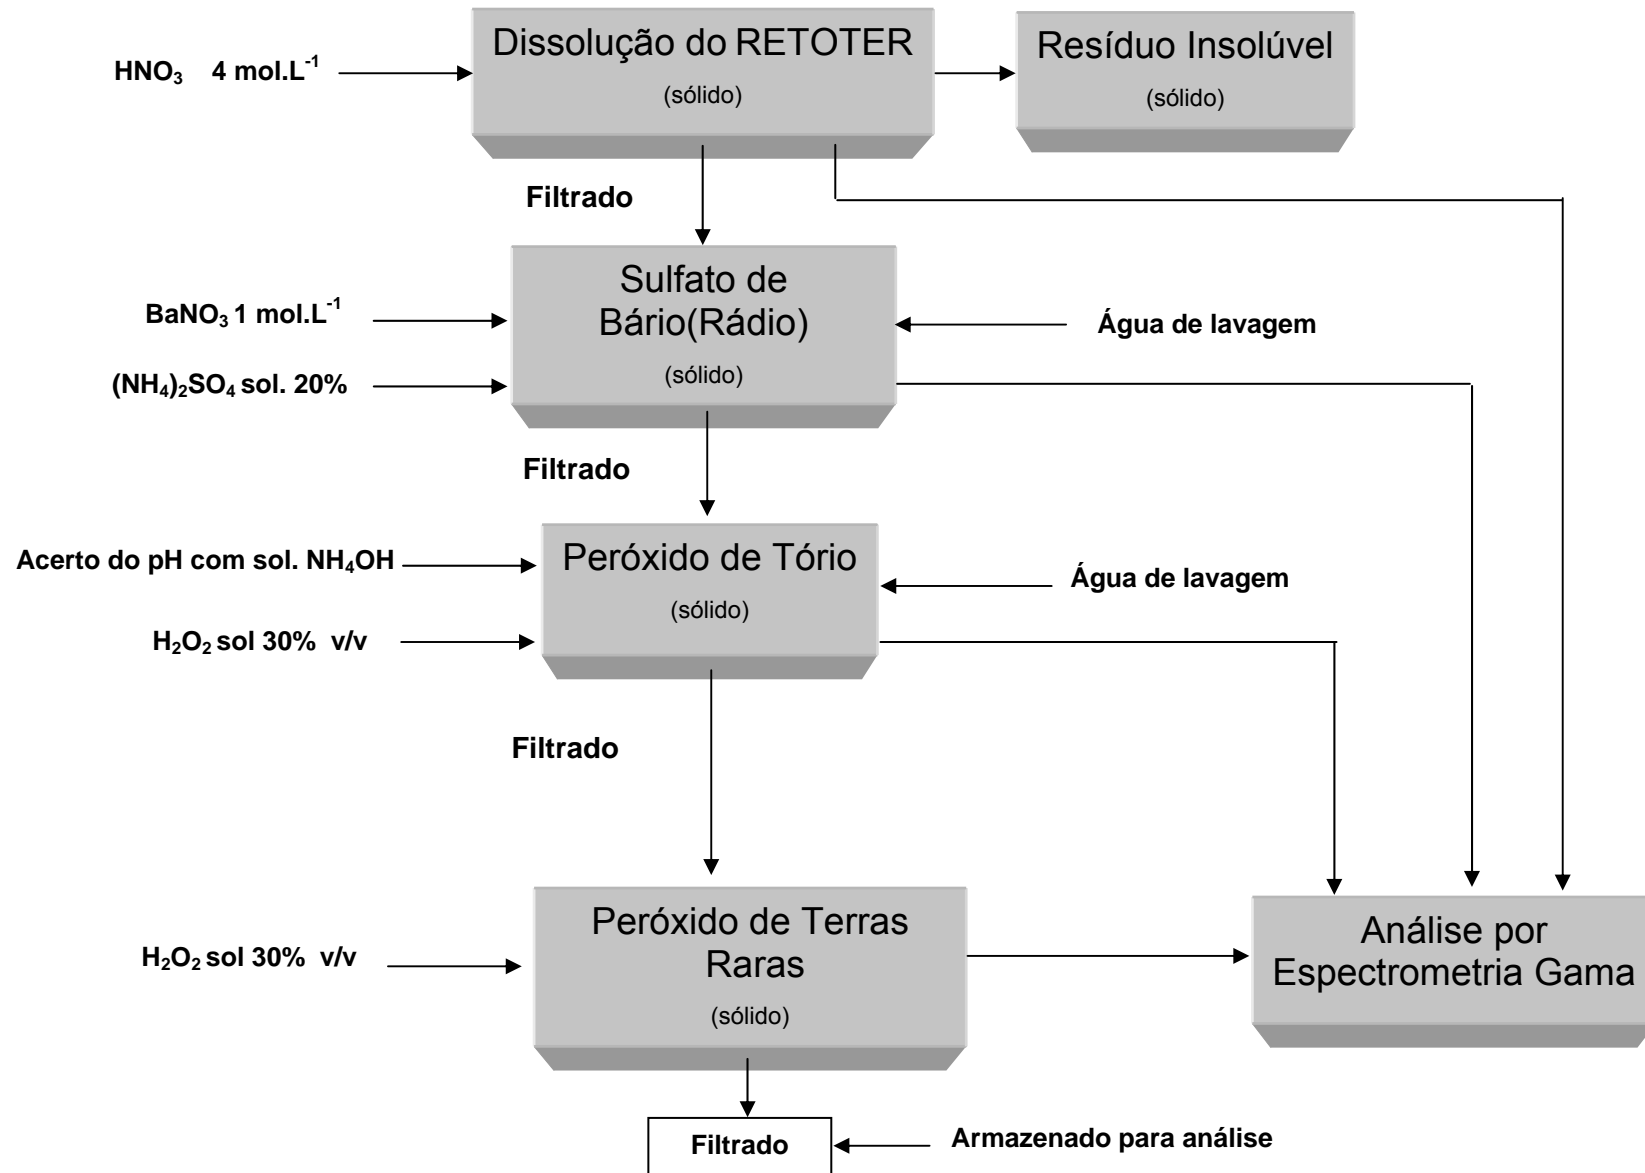 Dissolução do RETOTER
(sólido)
Resíduo Insolúvel
(sólido)
HNO₃ 4 mol.L⁻¹
Filtrado
Sulfato de
Bário(Rádio)
(sólido)
BaNO₃ 1 mol.L⁻¹
(NH₄)₂SO₄ sol. 20%
Água de lavagem
Filtrado
Peróxido de Tório
(sólido)
Acerto do pH com sol. NH₄OH
H₂O₂ sol 30% v/v
Água de lavagem
Filtrado
Peróxido de Terras
Raras
(sólido)
H₂O₂ sol 30% v/v
Análise por
Espectrometria Gama
Filtrado
Armazenado para análise